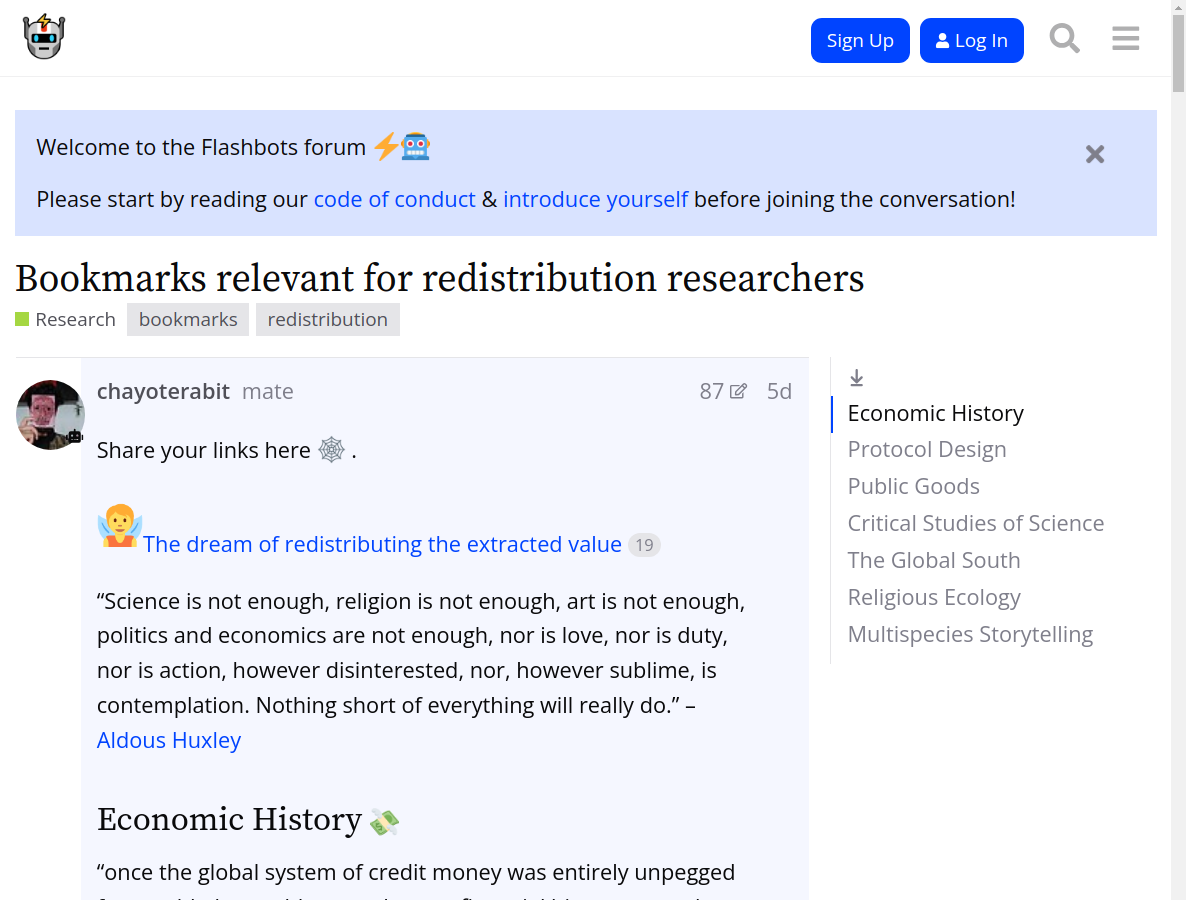 Sign Up
Log In
Welcome to the Flashbots forum
Please start by reading our code of conduct & introduce yourself before joining the conversation!
Bookmarks relevant for redistribution researchers
Research bookmarks redistribution
chayoterabit mate 87 5d
Share your links here .
The dream of redistributing the extracted value 19
“Science is not enough, religion is not enough, art is not enough,
politics and economics are not enough, nor is love, nor is duty,
nor is action, however disinterested, nor, however sublime, is
contemplation. Nothing short of everything will really do.” –
Aldous Huxley
Economic History
“once the global system of credit money was entirely unpegged
Economic History
Protocol Design
Public Goods
Critical Studies of Science
The Global South
Religious Ecology
Multispecies Storytelling